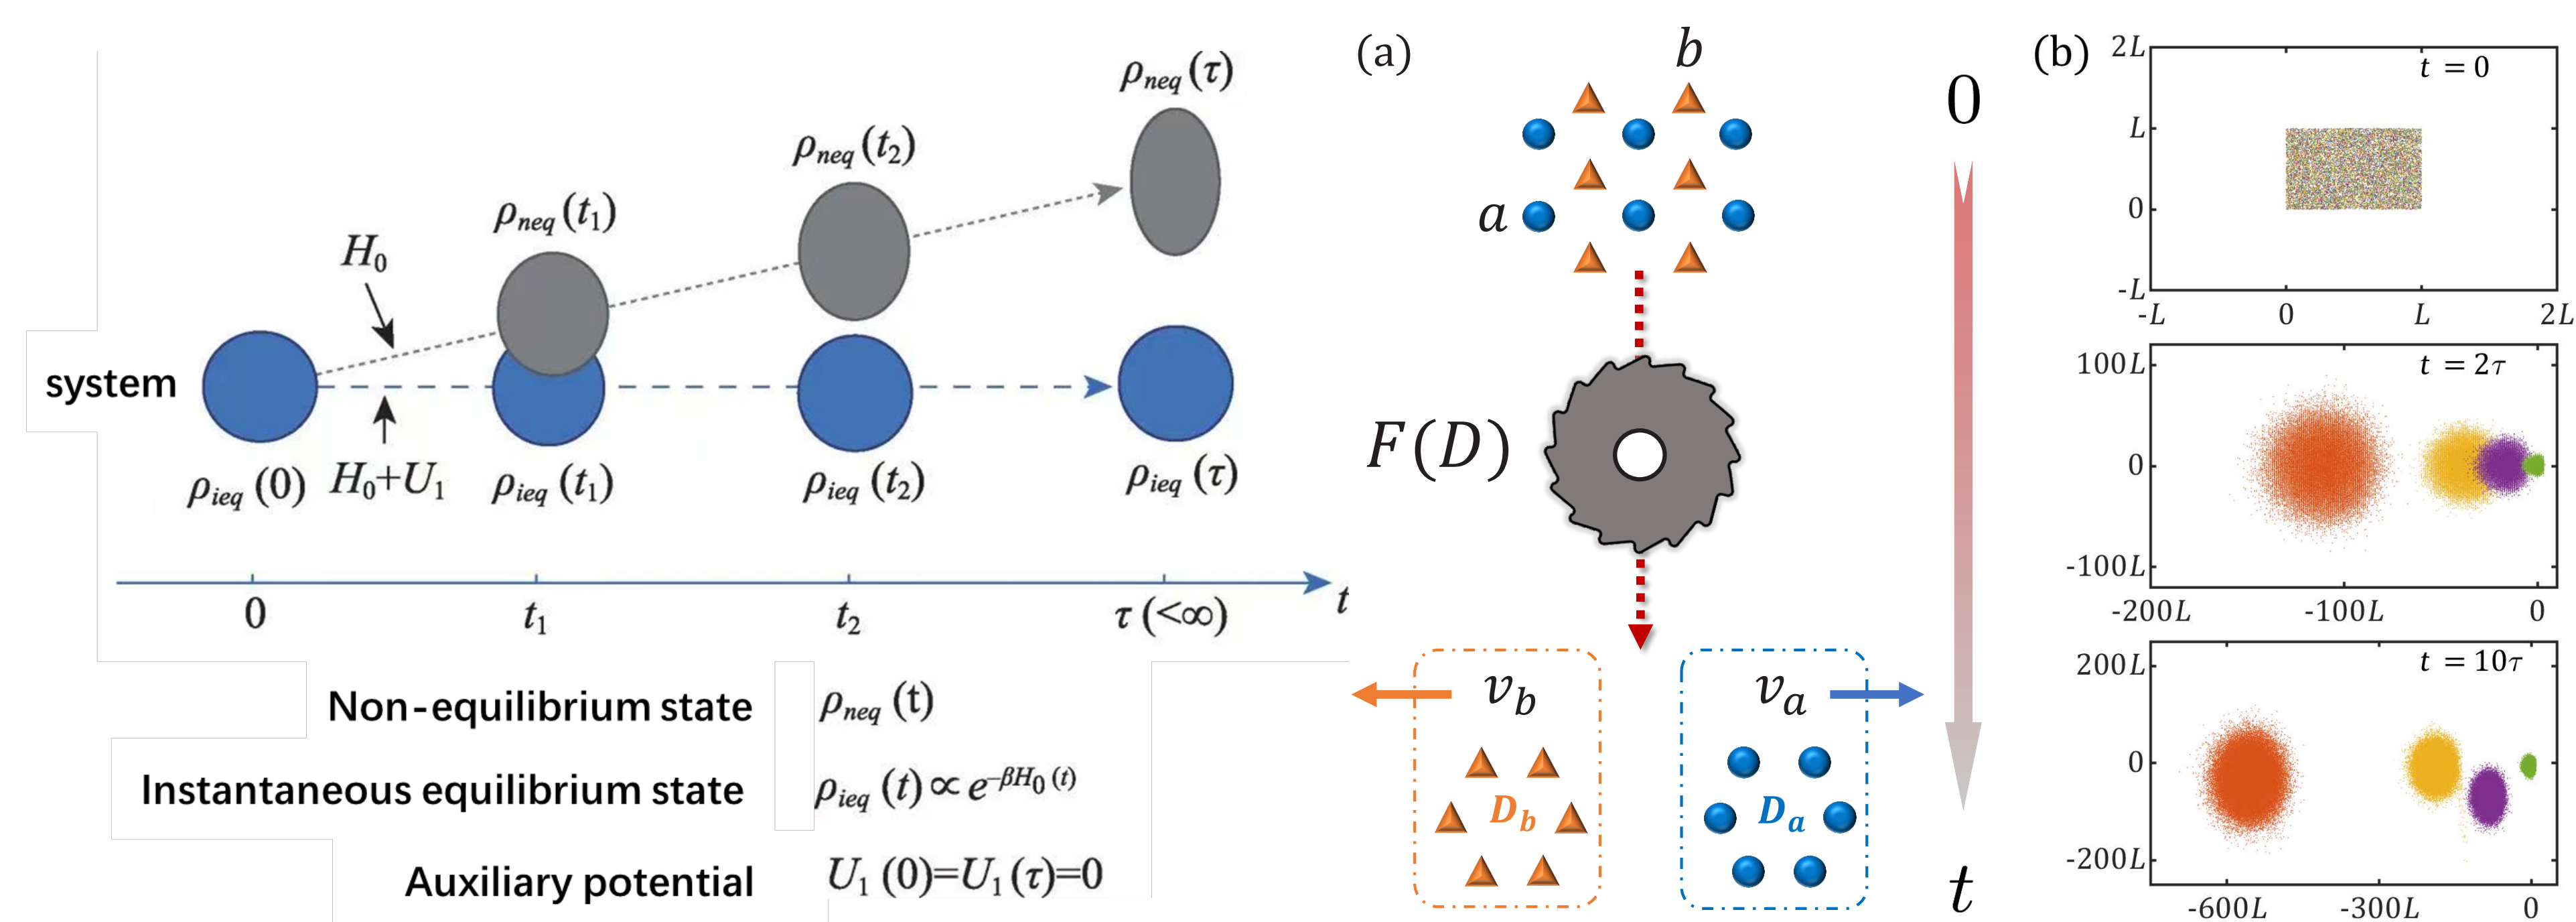 ρneq (τ)
ρneq (t2)
ρneq (t1)
H0
system
ρieq (0)
H0+U1
ρieq (t1)
ρieq (t2)
ρieq (τ)
0
t1
t2
τ (<∞)
t
Non-equilibrium state ρneq (t)
Instantaneous equilibrium state ρieq (t) ∝ e^−βH0 (t)
Auxiliary potential U1 (0)=U1 (τ)=0
(a)
b
a
F(D)
vb
va
Db
Da
0
t
(b)
t = 0
2L
L
0
-L
-L 0 L 2L
t = 2τ
100L
0
-100L
-200L -100L 0
t = 10τ
200L
0
-200L
-600L -300L 0